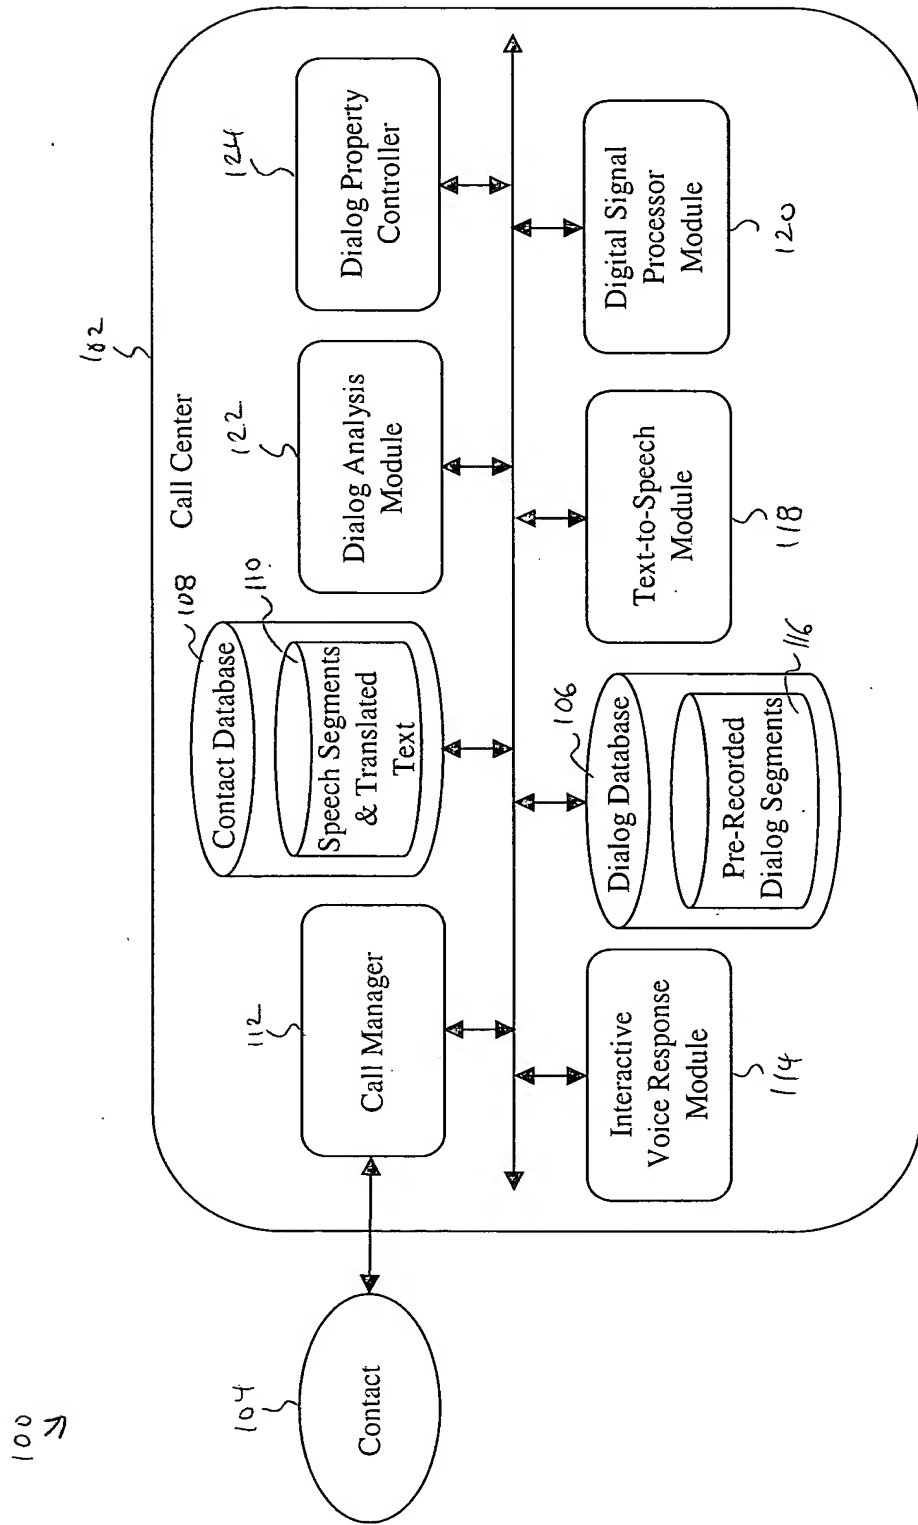 100
102
Call Center
104
Contact
112
Call Manager
108
Contact Database
110
Speech Segments
& Translated
Text
122
Dialog Analysis
Module
124
Dialog Property
Controller
Interactive
Voice Response
Module
114
106
Dialog Database
Pre-Recorded
Dialog Segments
116
Text-to-Speech
Module
118
Digital Signal
Processor
Module
120